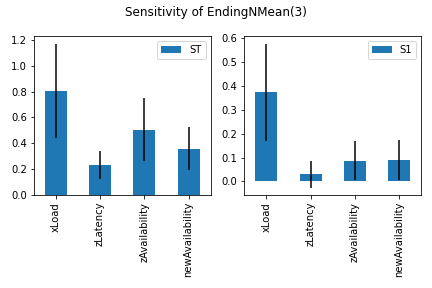 Sensitivity of EndingNMean(3)
1.2
1.0
0.8
0.6
0.4
0.2
0.0
ST
xLoad
zLatency
zAvailability
newAvailability
0.6
0.5
0.4
0.3
0.2
0.1
0.0
S1
xLoad
zLatency
zAvailability
newAvailability